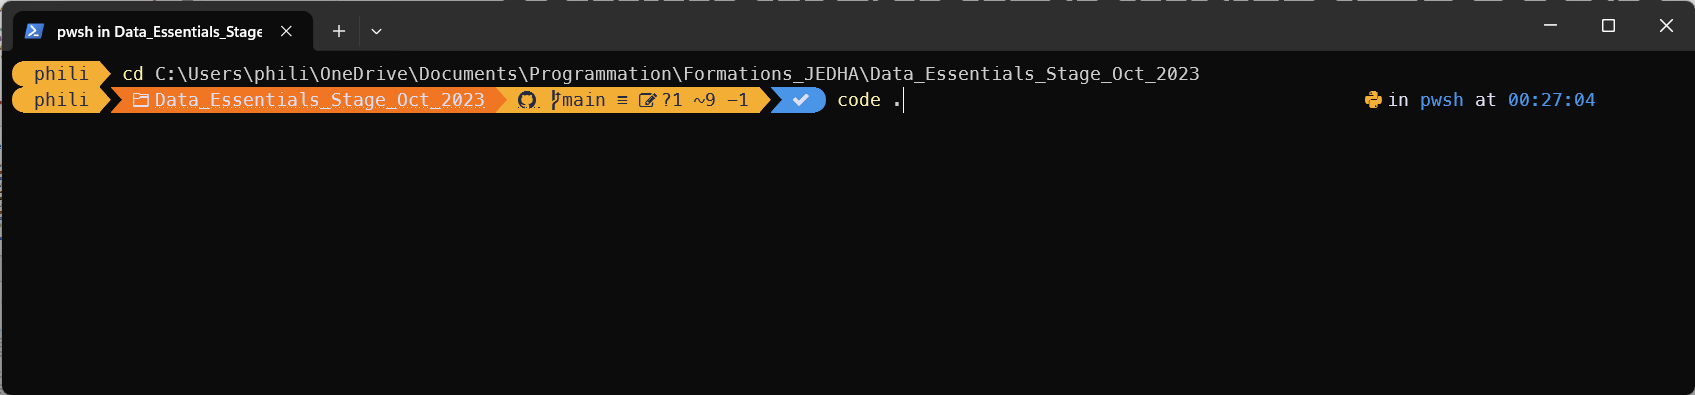 pwsh in Data_Essentials_Stage
phili cd C:\Users\phili\OneDrive\Documents\Programmation\Formations_JEDHA\Data_Essentials_Stage_Oct_2023
phili Data_Essentials_Stage_Oct_2023 main ≡ ?1 ~9 -1 code . in pwsh at 00:27:04